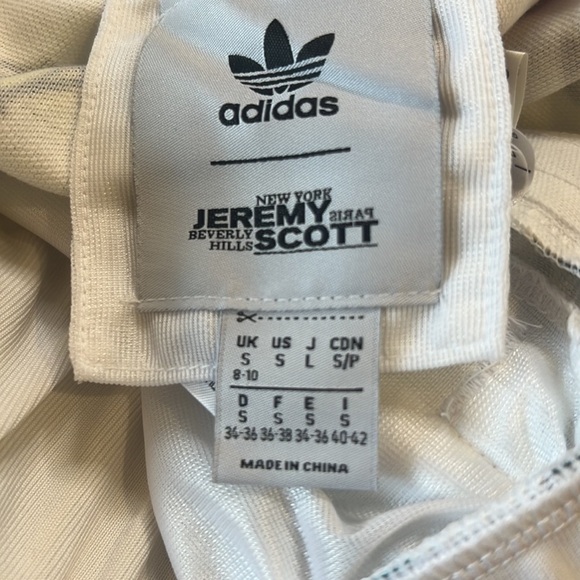 adidas
NEW YORK
JEREMY PARIS
BEVERLY
HILLS SCOTT
UK US J CDN
S S L S/P
8-10
D F E I
S S S S
34-36 36-38 34-36 40-42
MADE IN CHINA